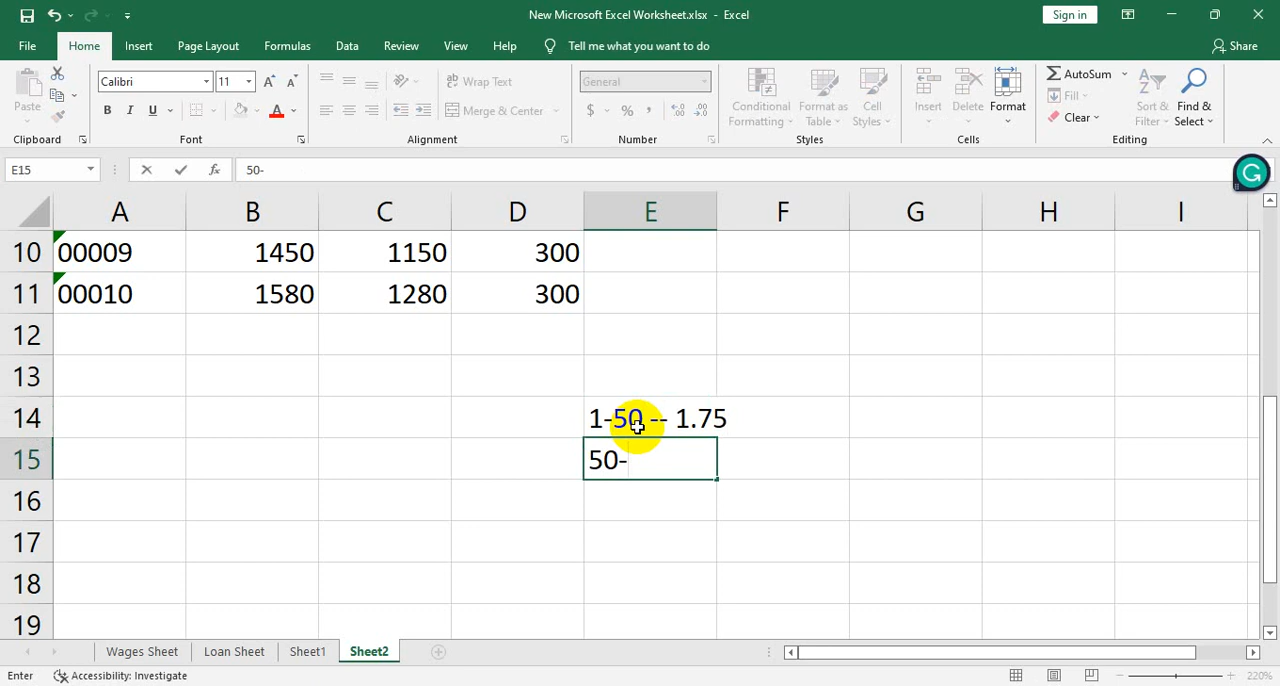 New Microsoft Excel Worksheet.xlsx - Excel
Sign in
File Home Insert Page Layout Formulas Data Review View Help Tell me what you want to do Share
Paste
Calibri 11
B I U A
Wrap Text
Merge & Center
General
$ % ,
Conditional Formatting
Format as Table
Cell Styles
Insert
Delete
Format
AutoSum
Fill
Clear
Sort & Filter
Find & Select
Clipboard Font Alignment Number Styles Cells Editing
E15 fx 50-
A B C D E F G H I
10 00009 1450 1150 300
11 00010 1580 1280 300
12
13
14 1-50 -- 1.75
15 50-
16
17
18
19
Wages Sheet Loan Sheet Sheet1 Sheet2
Enter Accessibility: Investigate 220%